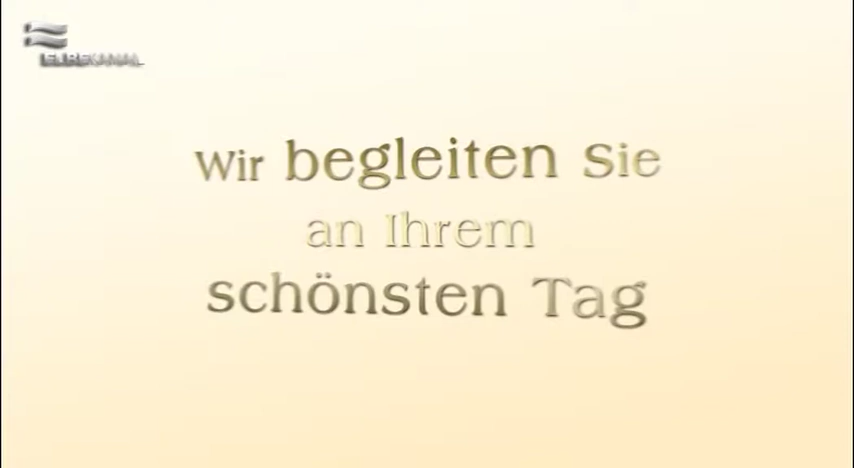 ELBEKANAL
Wir begleiten Sie
an Ihrem
schönsten Tag